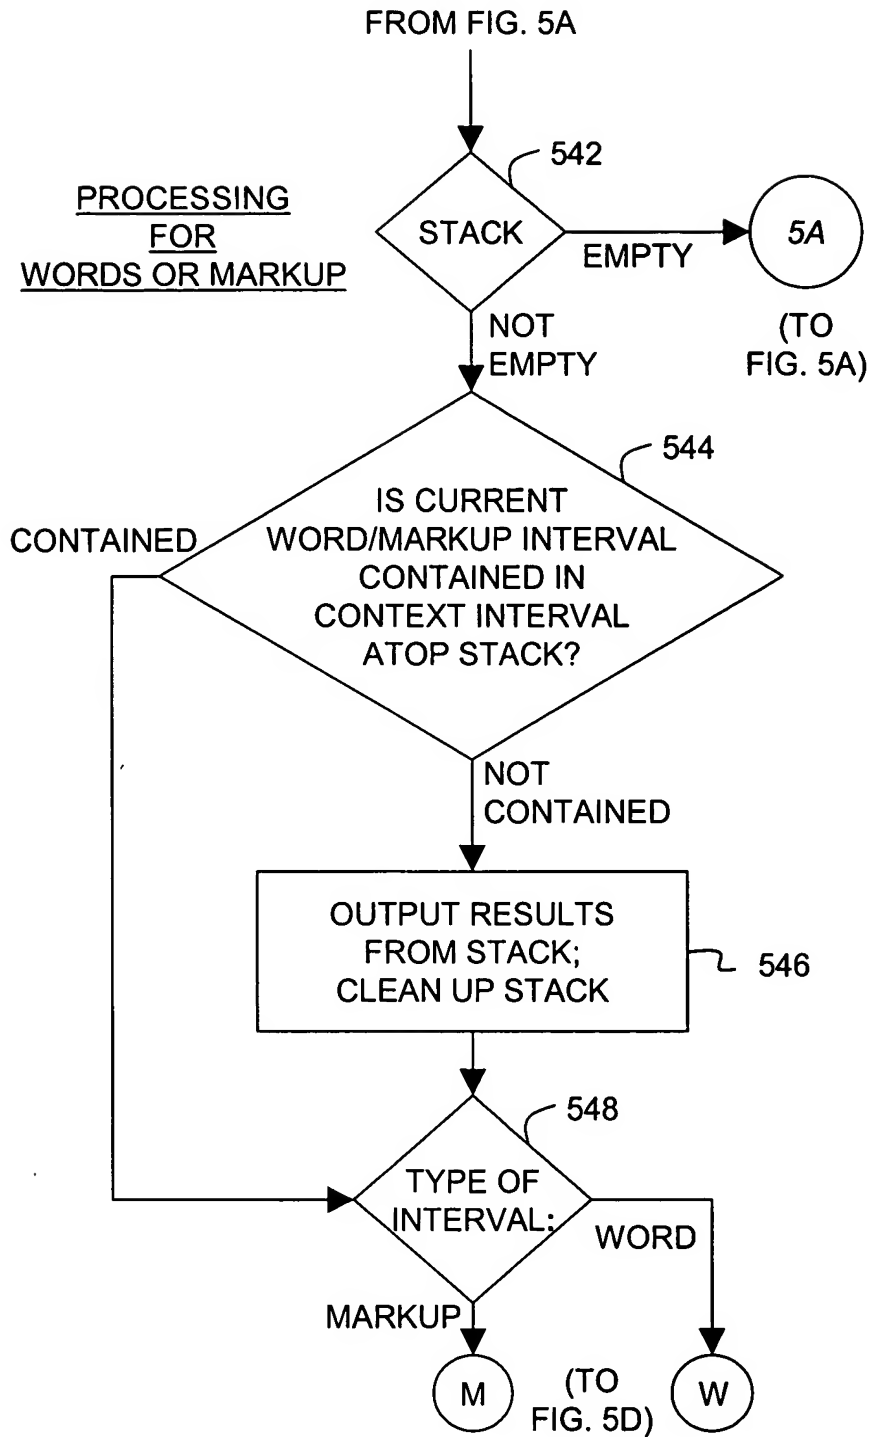 FROM FIG. 5A
542
PROCESSING
FOR
WORDS OR MARKUP
STACK
EMPTY
5A
(TO
FIG. 5A)
NOT
EMPTY
544
IS CURRENT
WORD/MARKUP INTERVAL
CONTAINED IN
CONTEXT INTERVAL
ATOP STACK?
CONTAINED
NOT
CONTAINED
OUTPUT RESULTS
FROM STACK;
CLEAN UP STACK
546
548
TYPE OF
INTERVAL;
WORD
MARKUP
M
(TO
FIG. 5D)
W